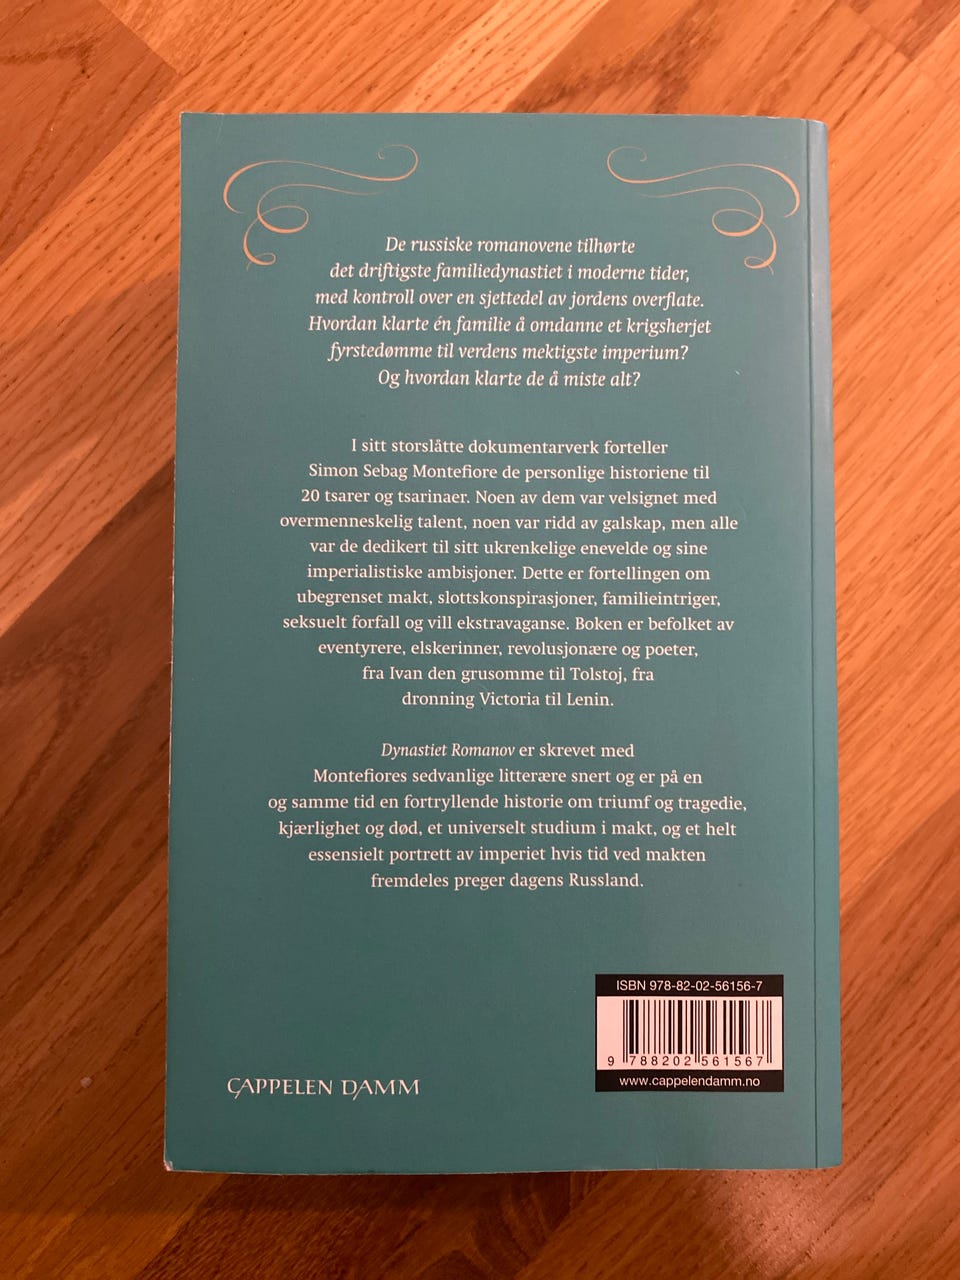 De russiske romanovene tilhørte
det driftigste familiedynastiet i moderne tider,
med kontroll over en sjettedel av jordens overflate.
Hvordan klarte én familie å omdanne et krigsherjet
fyrstedømme til verdens mektigste imperium?
Og hvordan klarte de å miste alt?
I sitt storslåtte dokumentarverk forteller
Simon Sebag Montefiore de personlige historiene til
20 tsarer og tsarinaer. Noen av dem var velsignet med
overmenneskelig talent, noen var ridd av galskap, men alle
var de dedikert til sitt ukrenkelige enevelde og sine
imperialistiske ambisjoner. Dette er fortellingen om
ubegrenset makt, slottskonspirasjoner, familieintriger,
seksuelt forfall og vill ekstravaganse. Boken er befolket av
eventyrere, elskerinner, revolusjonære og poeter,
fra Ivan den grusomme til Tolstoj, fra
dronning Victoria til Lenin.
Dynastiet Romanov er skrevet med
Montefiores sedvanlige litterære snert og er på en
og samme tid en fortryllende historie om triumf og tragedie,
kjærlighet og død, et universelt studium i makt, og et helt
essensielt portrett av imperiet hvis tid ved makten
fremdeles preger dagens Russland.
ISBN 978-82-02-56156-7
9 788202 561567
www.cappelendamm.no
CAPPELEN DAMM